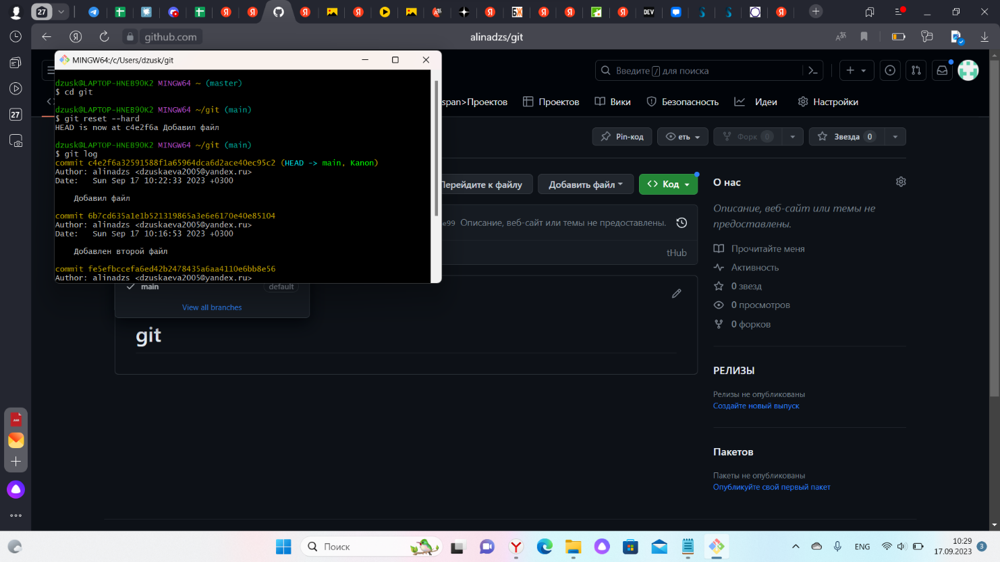 27
github.com
alinadzs/git
MINGW64:/c/Users/dzusk/git
dzusk@LAPTOP-HNEB90K2 MINGW64 ~ (master)
$ cd git
dzusk@LAPTOP-HNEB90K2 MINGW64 ~/git (main)
$ git reset --hard
HEAD is now at c4e2f6a Добавил файл
dzusk@LAPTOP-HNEB90K2 MINGW64 ~/git (main)
$ git log
commit c4e2f6a32591588f1a65964dca6d2ace40ec95c2 (HEAD -> main, Kanon)
Author: alinadzs <dzuskaeva2005@yandex.ru>
Date:   Sun Sep 17 10:22:33 2023 +0300
Добавил файл
commit 6b7cd635a1e1b521319865a3e6e6170e40e85104
Author: alinadzs <dzuskaeva2005@yandex.ru>
Date:   Sun Sep 17 10:16:53 2023 +0300
Добавлен второй файл
commit fe5efbccefa6ed42b2478435a6aa4110e6bb8e56
Author: alinadzs <dzuskaeva2005@yandex.ru>
Введите / для поиска
span>Проектов
Проектов
Вики
Безопасность
Идеи
Настройки
Pin-код
еть
Форк 0
Звезда 0
Перейдите к файлу
Добавить файл
Код
e99 Описание, веб-сайт или темы не предоставлены.
tHub
main
default
View all branches
git
О нас
Описание, веб-сайт или темы не
предоставлены.
Прочитайте меня
Активность
0 звезд
0 просмотров
0 форков
РЕЛИЗЫ
Релизы не опубликованы
Создайте новый выпуск
Пакетов
Пакеты не опубликованы
Опубликуйте свой первый пакет
27
DEV
БХ
Поиск
ENG
10:29
17.09.2023
3